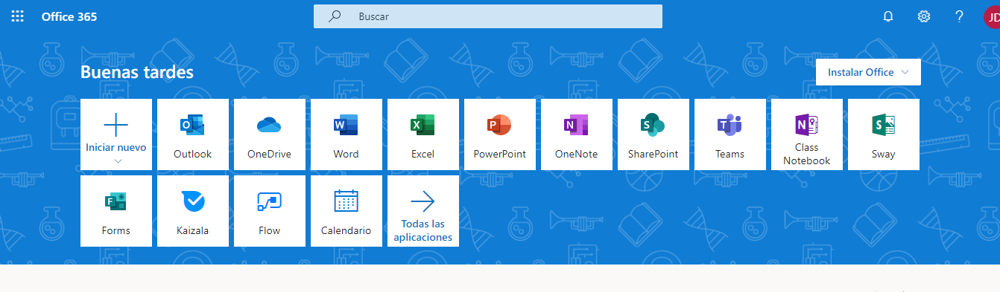 Office 365
Buscar
JD
Buenas tardes
Instalar Office
Iniciar nuevo
Outlook
OneDrive
Word
Excel
PowerPoint
OneNote
SharePoint
Teams
Class
Notebook
Sway
Forms
Kaizala
Flow
Calendario
Todas las
aplicaciones